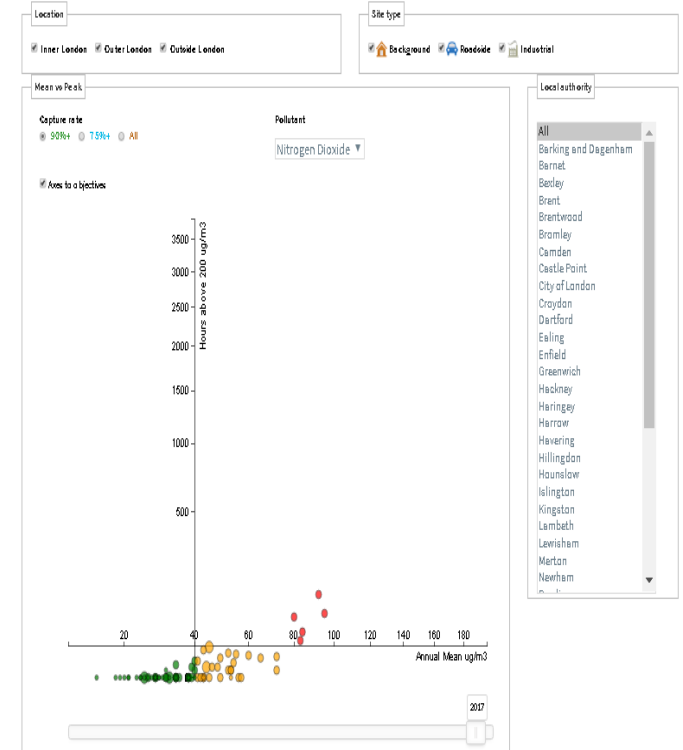 Location
Inner London Outer London Outside London
Site type
Background Roadside Industrial
Mean vs Peak
Capture rate
90%+ 75%+ All
Pollutant
Nitrogen Dioxide
Axes to objectives
3500
3000
2500
2000
1500
1000
500
Hours above 200 ug/m3
20 40 60 80 100 120 140 160 180
Annual Mean ug/m3
2017
Local authority
All
Barking and Dagenham
Barnet
Bexley
Brent
Brentwood
Bromley
Camden
Castle Point
City of London
Croydon
Dartford
Ealing
Enfield
Greenwich
Hackney
Haringey
Harrow
Havering
Hillingdon
Hounslow
Islington
Kingston
Lambeth
Lewisham
Merton
Newham